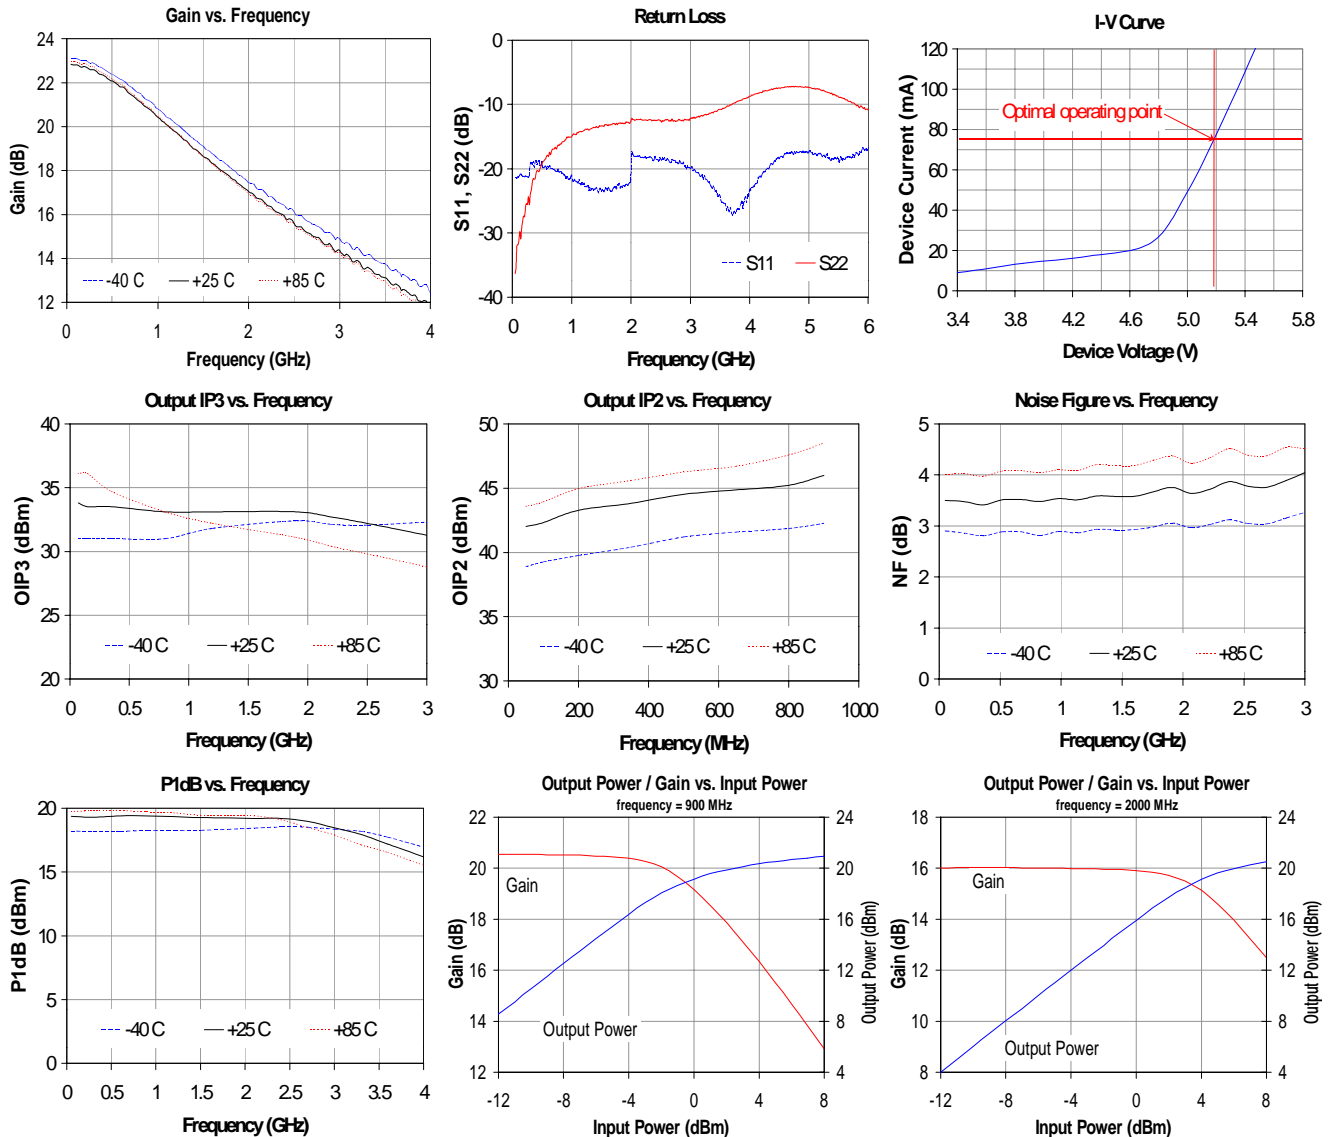 Gain vs. Frequency
24
22
20
18
16
14
12
Gain (dB)
-40 C +25 C +85 C
0 1 2 3 4
Frequency (GHz)
Return Loss
0
-10
-20
-30
-40
S11, S22 (dB)
S11 S22
0 1 2 3 4 5 6
Frequency (GHz)
I-V Curve
120
100
80
60
40
20
0
Device Current (mA)
Optimal operating point
3.4 3.8 4.2 4.6 5.0 5.4 5.8
Device Voltage (V)
Output IP3 vs. Frequency
40
35
30
25
20
OIP3 (dBm)
-40 C +25 C +85 C
0 0.5 1 1.5 2 2.5 3
Frequency (GHz)
Output IP2 vs. Frequency
50
45
40
35
30
OIP2 (dBm)
-40 C +25 C +85 C
0 200 400 600 800 1000
Frequency (MHz)
Noise Figure vs. Frequency
5
4
3
2
1
0
NF (dB)
-40 C +25 C +85 C
0 0.5 1 1.5 2 2.5 3
Frequency (GHz)
P1dB vs. Frequency
20
15
10
5
0
P1dB (dBm)
-40 C +25 C +85 C
0 0.5 1 1.5 2 2.5 3 3.5 4
Frequency (GHz)
Output Power / Gain vs. Input Power
frequency = 900 MHz
22
20
18
16
14
12
Gain (dB)
Gain
Output Power
24
20
16
12
8
4
Output Power (dBm)
-12 -8 -4 0 4 8
Input Power (dBm)
Output Power / Gain vs. Input Power
frequency = 2000 MHz
18
16
14
12
10
8
Gain (dB)
Gain
Output Power
24
20
16
12
8
4
Output Power (dBm)
-12 -8 -4 0 4 8
Input Power (dBm)